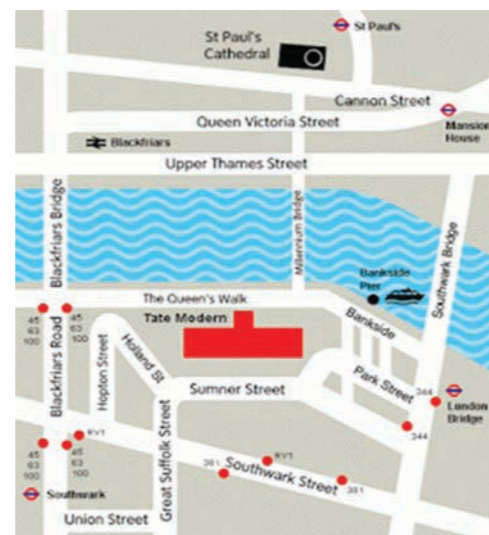 St Paul's
St Paul's
Cathedral
Cannon Street
Queen Victoria Street
Mansion
House
Blackfriars
Upper Thames Street
Blackfriars Bridge
Millennium Bridge
Southwark Bridge
Bankside
Pier
The Queen's Walk
Bankside
Tate Modern
45
63
100
45
63
100
Blackfriars Road
Hopton Street
Holland St
Sumner Street
Park Street
344
London
Bridge
344
RV1
45
63
100
45
63
100
Great Suffolk Street
RV1
381
Southwark Street
381
Southwark
Union Street